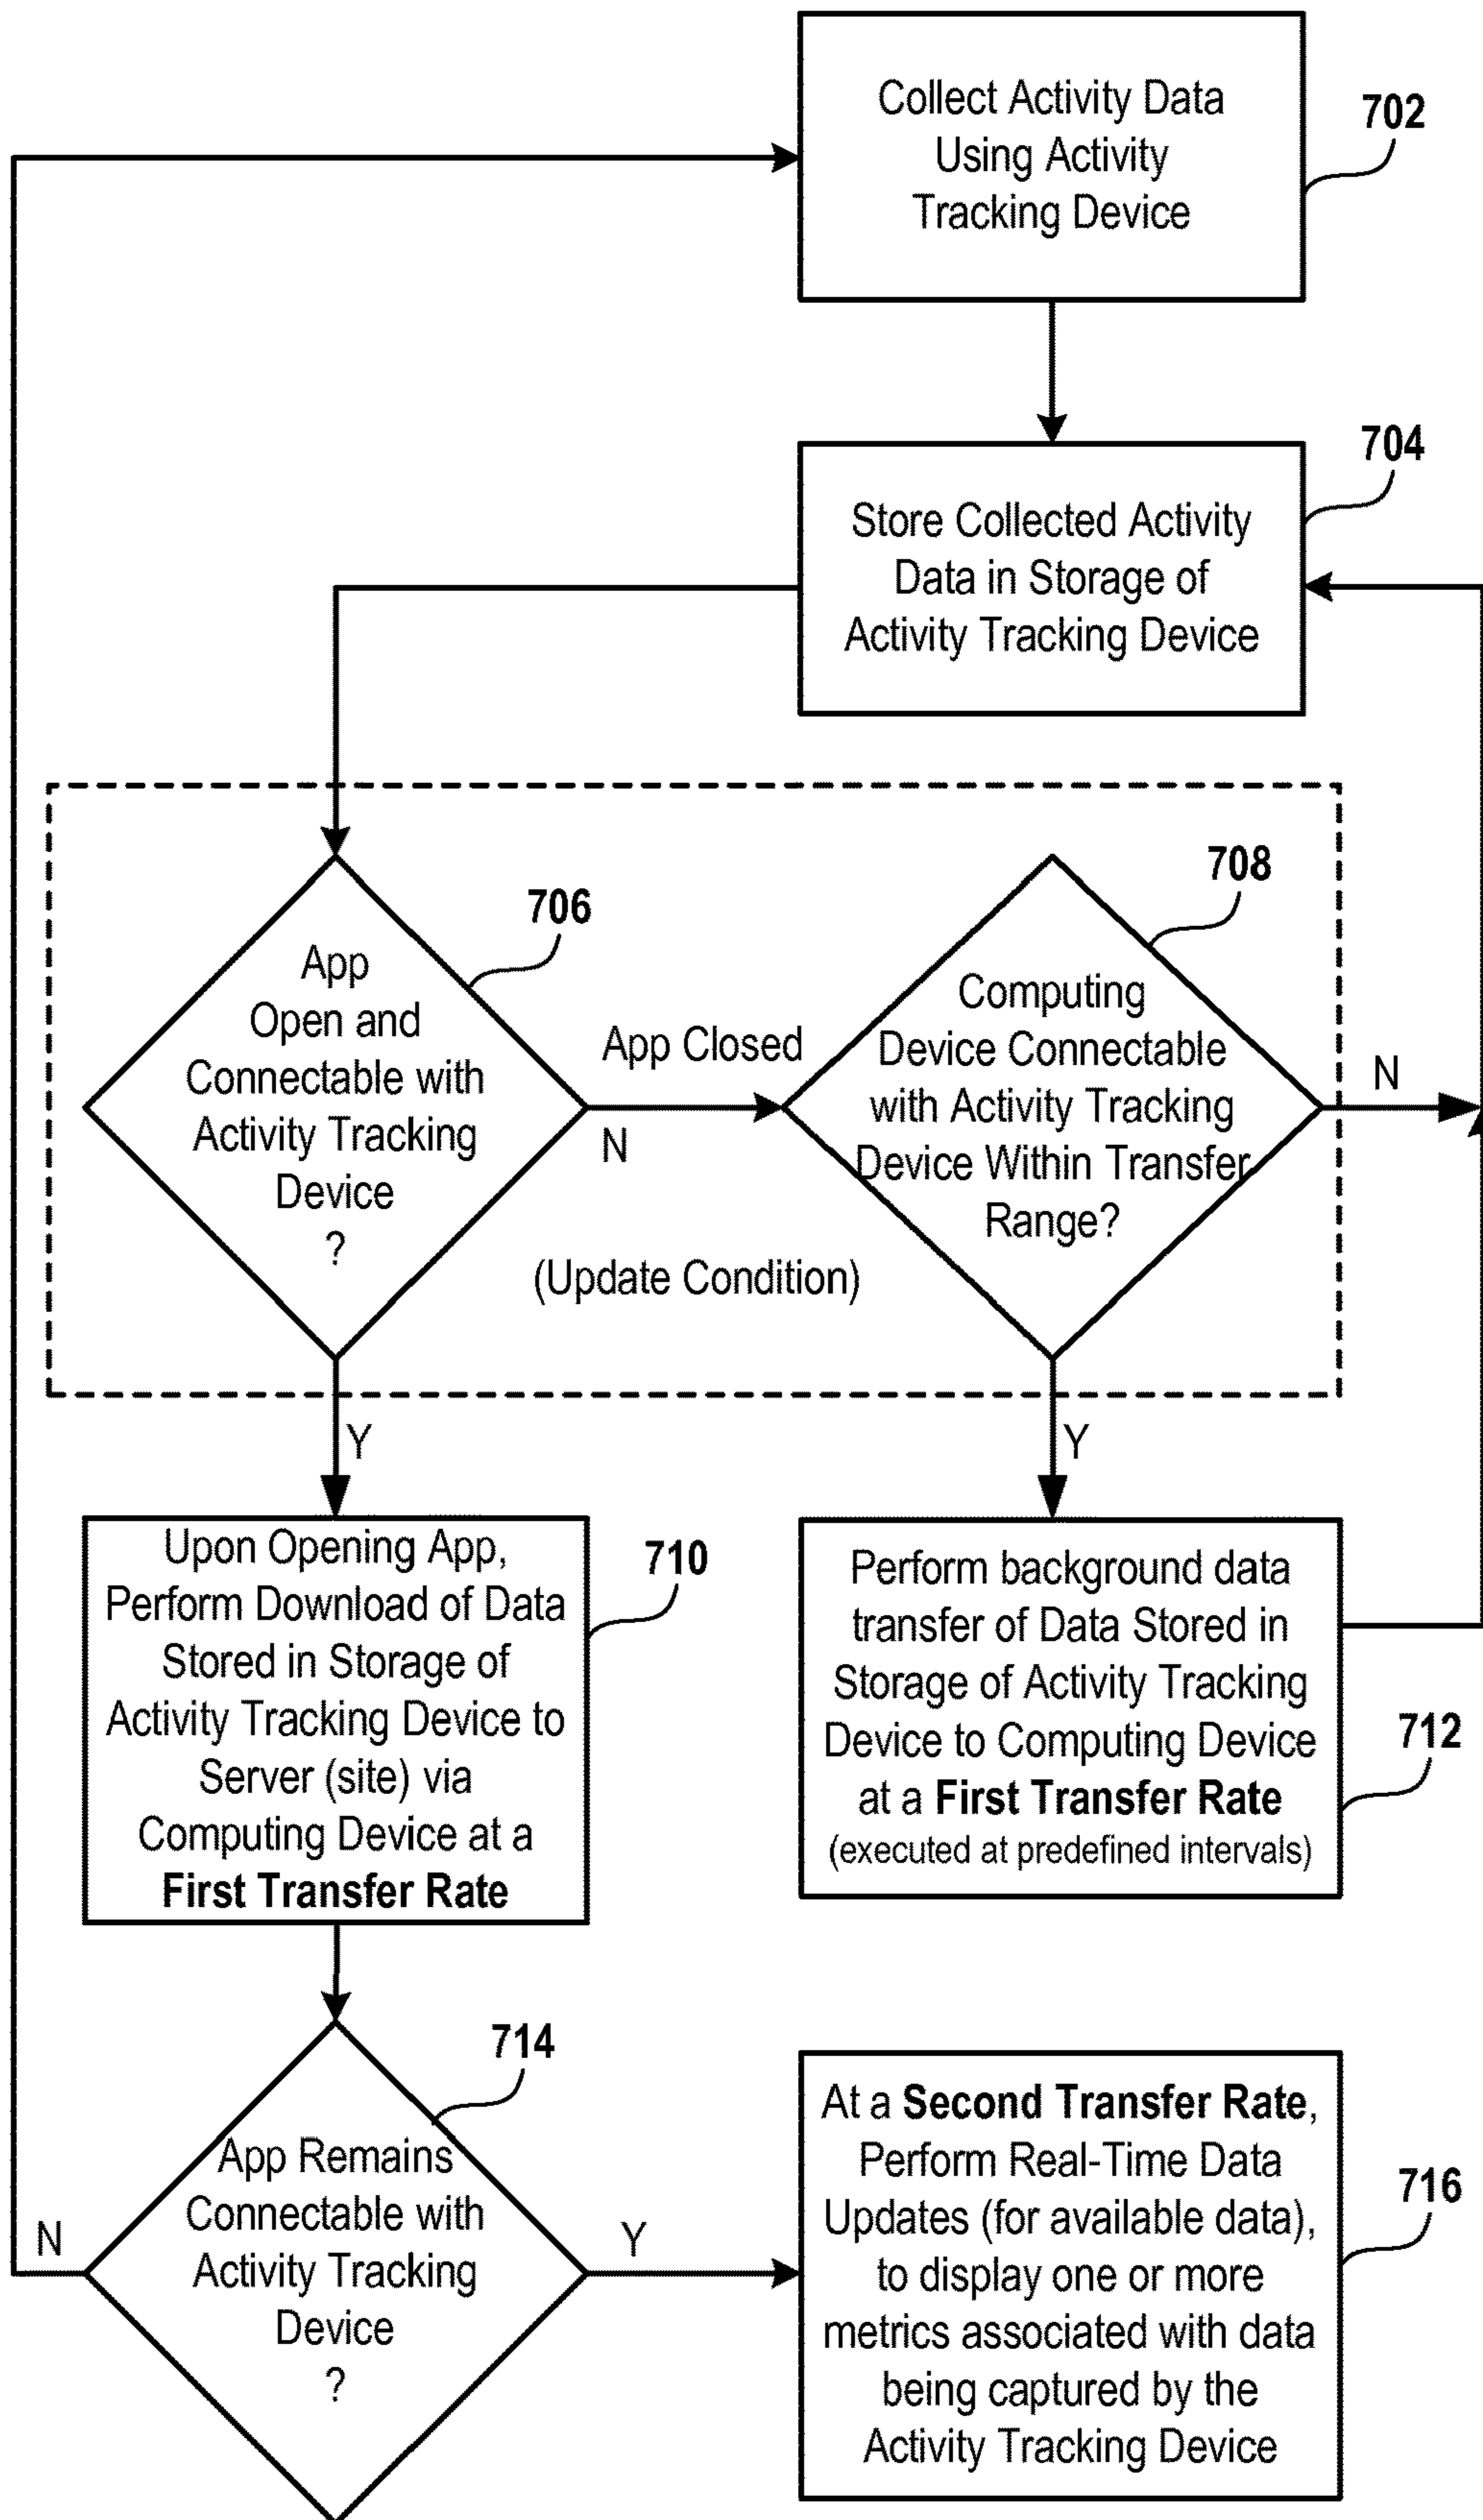 Collect Activity Data
Using Activity
Tracking Device
702
Store Collected Activity
Data in Storage of
Activity Tracking Device
704
App
Open and
Connectable with
Activity Tracking
Device
?
706
App Closed
N
(Update Condition)
Computing
Device Connectable
with Activity Tracking
Device Within Transfer
Range?
708
N
Y
Y
Upon Opening App,
Perform Download of Data
Stored in Storage of
Activity Tracking Device to
Server (site) via
Computing Device at a
First Transfer Rate
710
Perform background data
transfer of Data Stored in
Storage of Activity Tracking
Device to Computing Device
at a First Transfer Rate
(executed at predefined intervals)
712
App Remains
Connectable with
Activity Tracking
Device
?
714
N
Y
At a Second Transfer Rate,
Perform Real-Time Data
Updates (for available data),
to display one or more
metrics associated with data
being captured by the
Activity Tracking Device
716